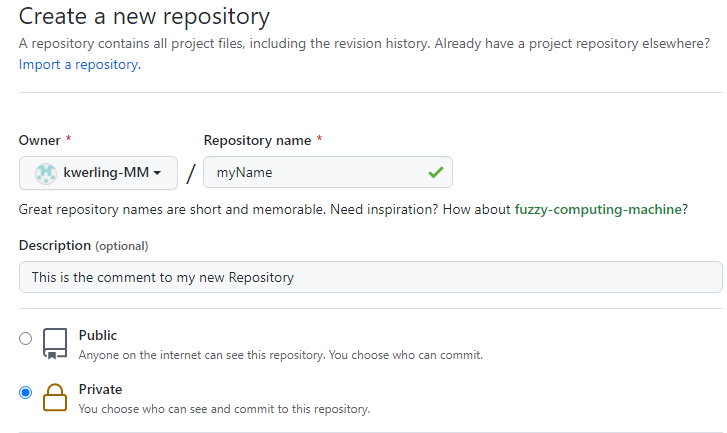 Create a new repository
A repository contains all project files, including the revision history. Already have a project repository elsewhere?
Import a repository.
Owner * Repository name *
kwerling-MM / myName
Great repository names are short and memorable. Need inspiration? How about fuzzy-computing-machine?
Description (optional)
This is the comment to my new Repository
Public
Anyone on the internet can see this repository. You choose who can commit.
Private
You choose who can see and commit to this repository.